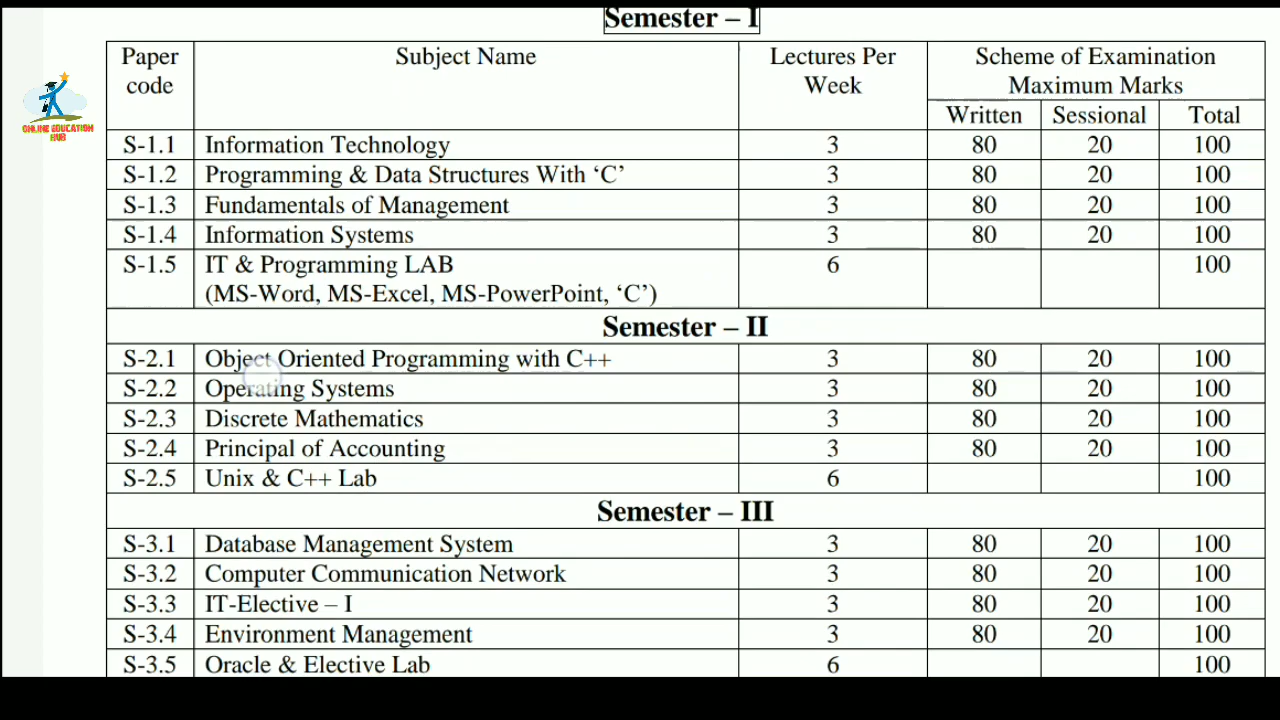 Semester – I
Paper code Subject Name Lectures Per Week Scheme of Examination Maximum Marks
Written Sessional Total
S-1.1 Information Technology 3 80 20 100
S-1.2 Programming & Data Structures With ‘C’ 3 80 20 100
S-1.3 Fundamentals of Management 3 80 20 100
S-1.4 Information Systems 3 80 20 100
S-1.5 IT & Programming LAB 6 100
(MS-Word, MS-Excel, MS-PowerPoint, ‘C’)
Semester – II
S-2.1 Object Oriented Programming with C++ 3 80 20 100
S-2.2 Operating Systems 3 80 20 100
S-2.3 Discrete Mathematics 3 80 20 100
S-2.4 Principal of Accounting 3 80 20 100
S-2.5 Unix & C++ Lab 6 100
Semester – III
S-3.1 Database Management System 3 80 20 100
S-3.2 Computer Communication Network 3 80 20 100
S-3.3 IT-Elective – I 3 80 20 100
S-3.4 Environment Management 3 80 20 100
S-3.5 Oracle & Elective Lab 6 100
ONLINE EDUCATION
HUB